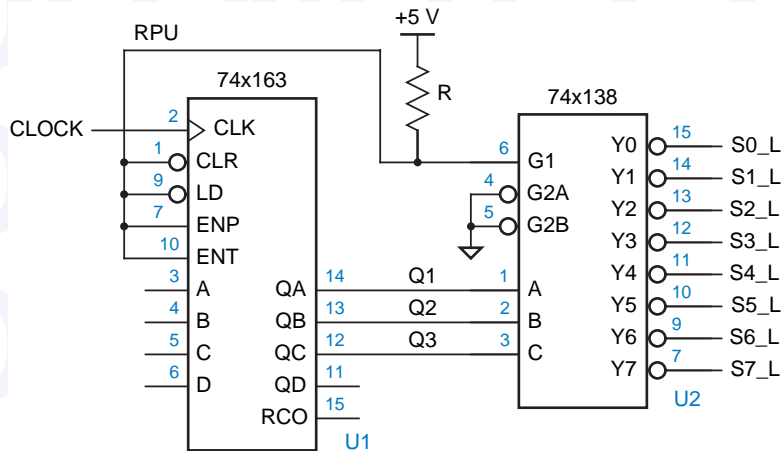 +5 V
RPU
R
74x163
74x138
CLOCK
2
CLK
1
CLR
9
LD
7
ENP
10
ENT
3
A
4
B
5
C
6
D
QA
14
Q1
QB
13
Q2
QC
12
Q3
QD
11
RCO
15
U1
6
G1
4
G2A
5
G2B
1
A
2
B
3
C
Y0
15
S0_L
Y1
14
S1_L
Y2
13
S2_L
Y3
12
S3_L
Y4
11
S4_L
Y5
10
S5_L
Y6
9
S6_L
Y7
7
S7_L
U2